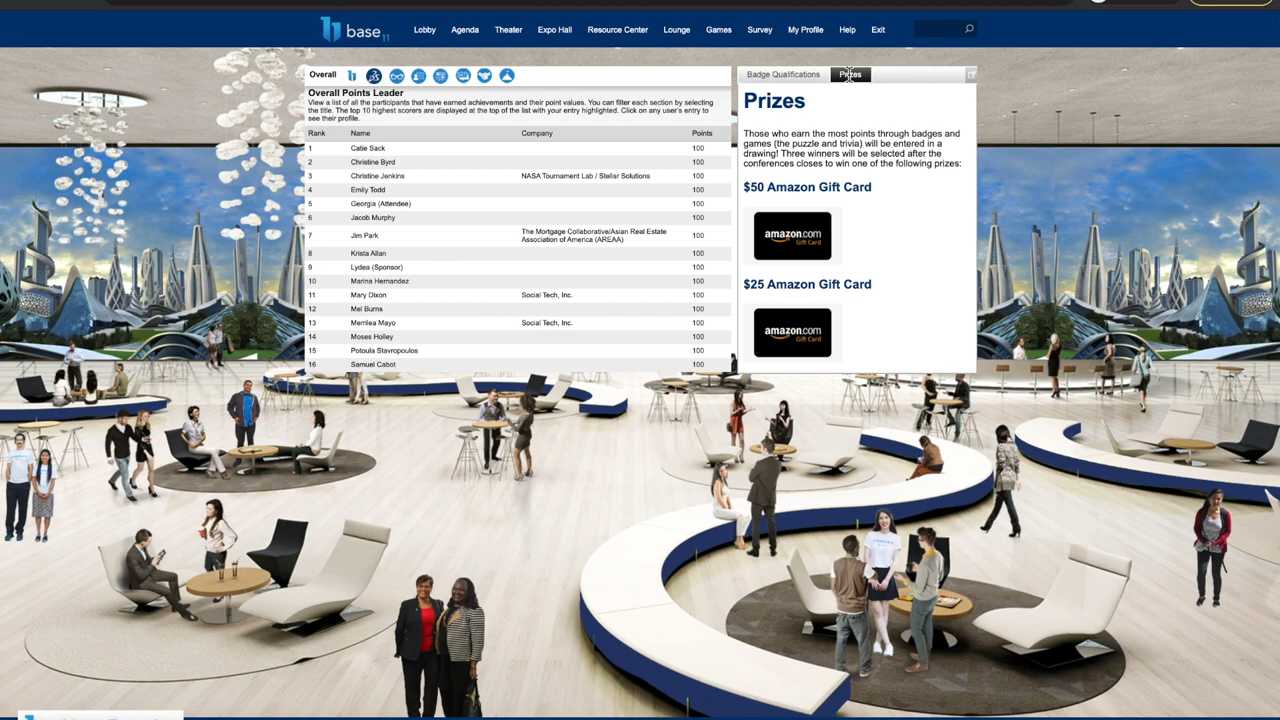 base 11
Lobby Agenda Theater Expo Hall Resource Center Lounge Games Survey My Profile Help Exit
Overall
Overall Points Leader
View a list of all the participants that have earned achievements and their point values. You can filter each section by selecting
the title. The top 10 highest scorers are displayed at the top of the list with your entry highlighted. Click on any user's entry to
see their profile.
Rank Name Company Points
1 Catie Sack 100
2 Christine Byrd 100
3 Christine Jenkins NASA Tournament Lab / Stellar Solutions 100
4 Emily Todd 100
5 Georgia (Attendee) 100
6 Jacob Murphy 100
7 Jim Park The Mortgage Collaborative/Asian Real Estate
Association of America (AREAA) 100
8 Krista Allan 100
9 Lydea (Sponsor) 100
10 Marina Hernandez 100
11 Mary Dixon Social Tech, Inc. 100
12 Mel Burns 100
13 Merrilea Mayo Social Tech, Inc. 100
14 Moses Holley 100
15 Potoula Stavropoulos 100
16 Samuel Cabot 100
Badge Qualifications Prizes
Prizes
Those who earn the most points through badges and
games (the puzzle and trivia) will be entered in a
drawing! Three winners will be selected after the
conferences closes to win one of the following prizes:
$50 Amazon Gift Card
amazon.com
Gift Card
$25 Amazon Gift Card
amazon.com
Gift Card